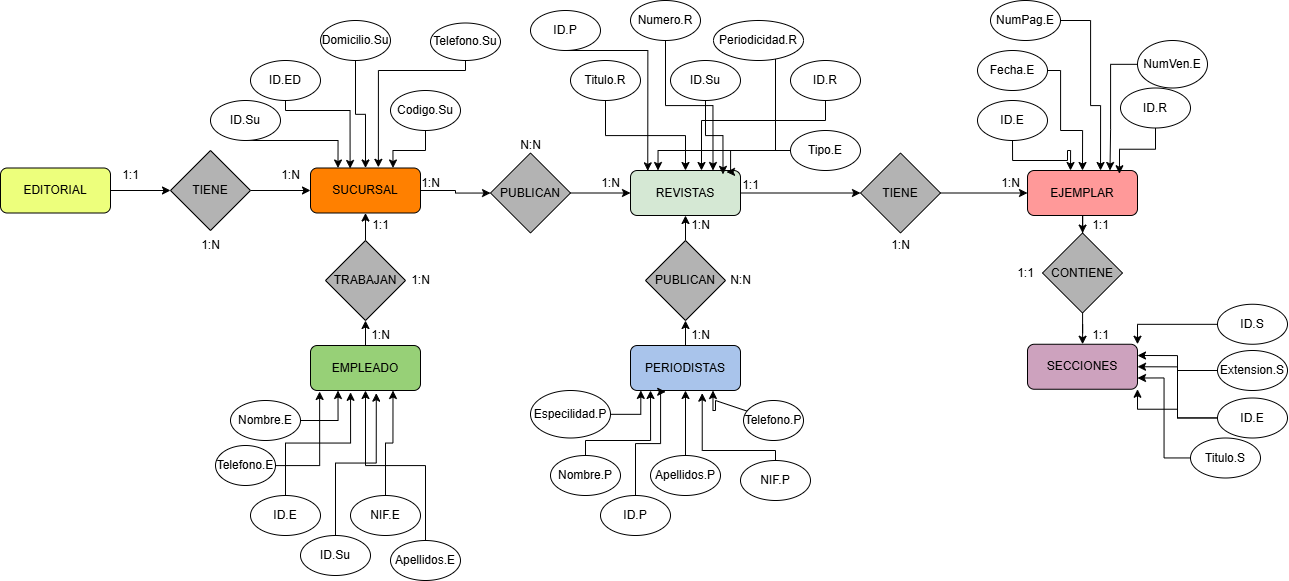 ID.P
Numero.R
Periodicidad.R
NumPag.E
Domicilio.Su
Telefono.Su
ID.ED
Titulo.R
ID.Su
ID.R
Fecha.E
NumVen.E
ID.Su
Codigo.Su
ID.E
ID.R
Tipo.E
N:N
EDITORIAL
1:1
TIENE
1:N
SUCURSAL
1:N
PUBLICAN
1:N
REVISTAS
1:1
TIENE
1:N
EJEMPLAR
1:N
1:1
1:N
1:N
1:1
TRABAJAN
1:N
PUBLICAN
N:N
1:1
CONTIENE
1:N
1:N
1:1
ID.S
EMPLEADO
PERIODISTAS
SECCIONES
Extension.S
Nombre.E
Especilidad.P
Telefono.P
ID.E
Telefono.E
Nombre.P
Apellidos.P
NIF.P
Titulo.S
ID.E
NIF.E
ID.P
ID.Su
Apellidos.E